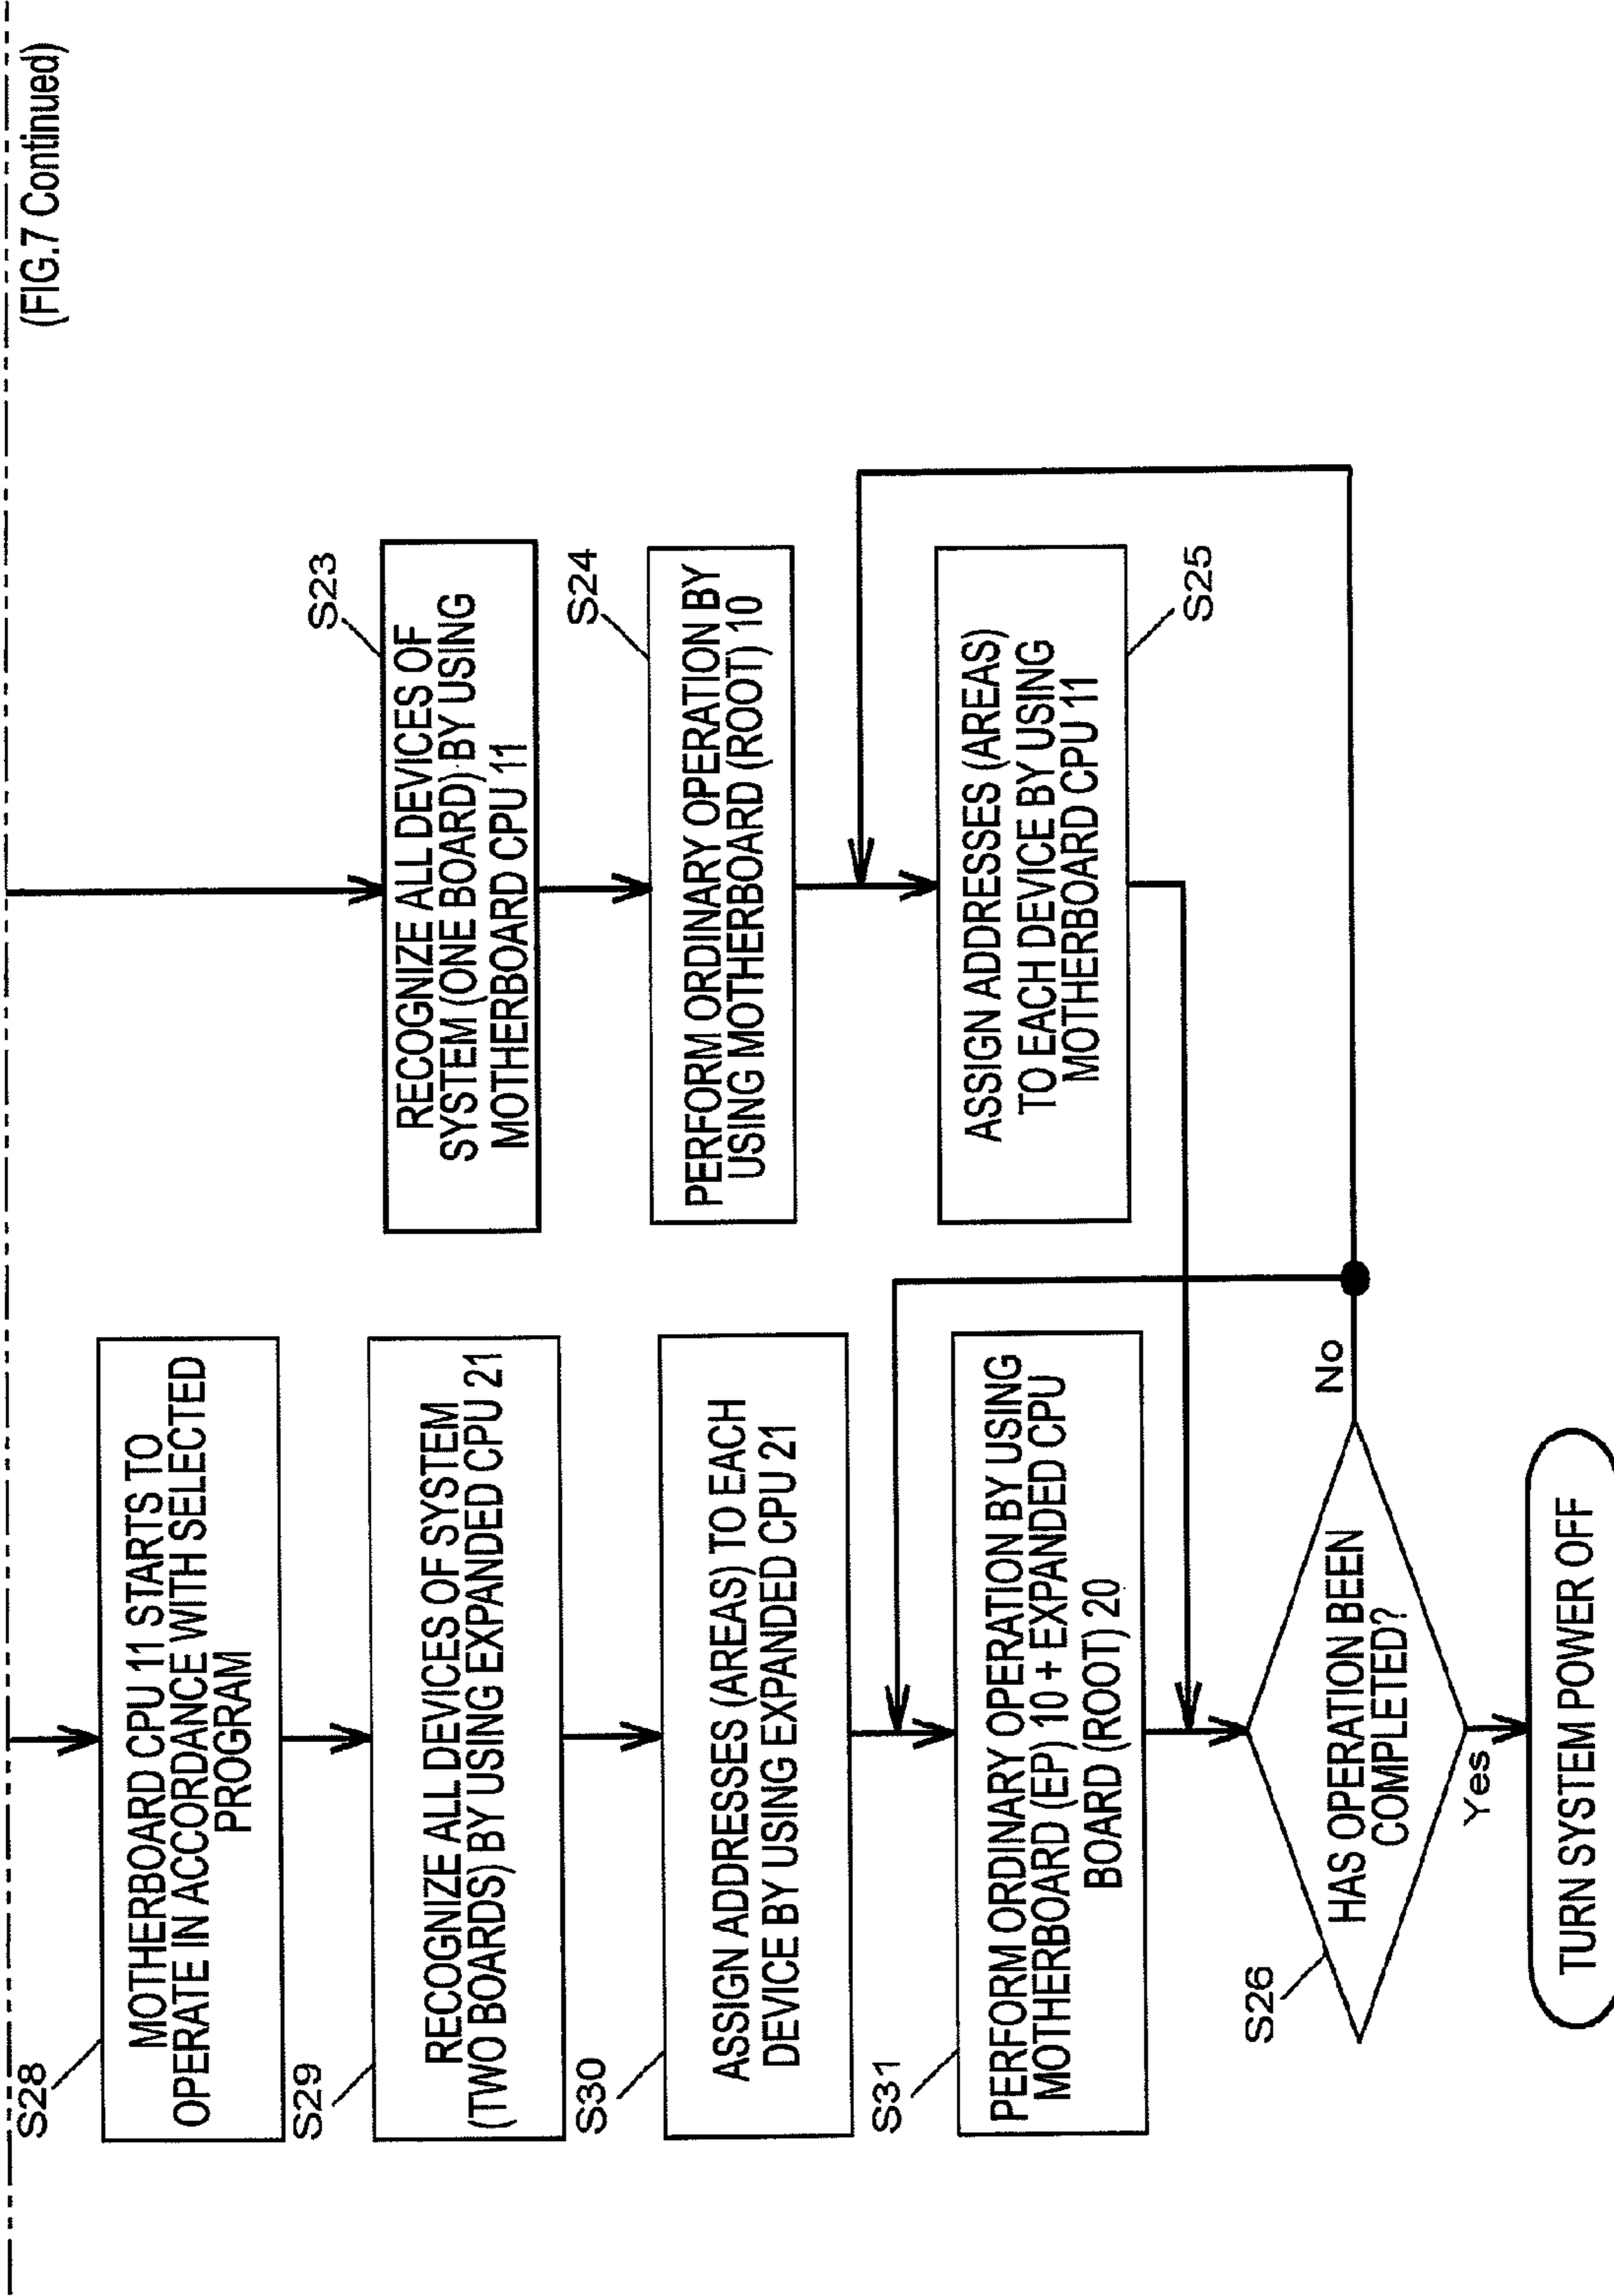 (FIG.7 Continued)
S28
MOTHERBOARD CPU 11 STARTS TO
OPERATE IN ACCORDANCE WITH SELECTED
PROGRAM
S29
RECOGNIZE ALL DEVICES OF SYSTEM
(TWO BOARDS) BY USING EXPANDED CPU 21
S30
ASSIGN ADDRESSES (AREAS) TO EACH
DEVICE BY USING EXPANDED CPU 21
S31
PERFORM ORDINARY OPERATION BY USING
MOTHERBOARD (EP) 10 + EXPANDED CPU
BOARD (ROOT) 20
S23
RECOGNIZE ALL DEVICES OF
SYSTEM (ONE BOARD) BY USING
MOTHERBOARD CPU 11
S24
PERFORM ORDINARY OPERATION BY
USING MOTHERBOARD (ROOT) 10
ASSIGN ADDRESSES (AREAS)
TO EACH DEVICE BY USING
MOTHERBOARD CPU 11
S25
S26
HAS OPERATION BEEN
COMPLETED?
No
Yes
TURN SYSTEM POWER OFF